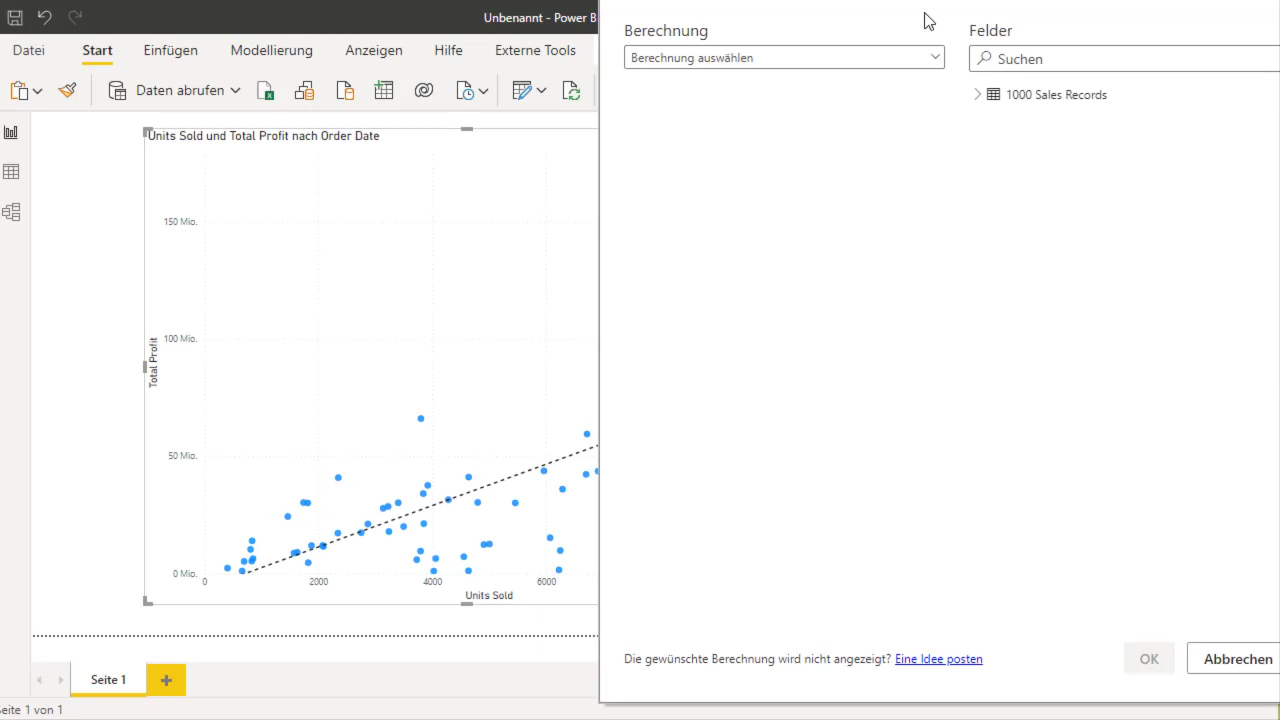 Unbenannt - Power B
Datei Start Einfügen Modellierung Anzeigen Hilfe Externe Tools
Daten abrufen
Units Sold und Total Profit nach Order Date
150 Mio.
100 Mio.
50 Mio.
0 Mio.
Total Profit
0 2000 4000 6000
Units Sold
Seite 1
Seite 1 von 1
Berechnung
Berechnung auswählen
Felder
Suchen
1000 Sales Records
Die gewünschte Berechnung wird nicht angezeigt? Eine Idee posten
OK Abbrechen